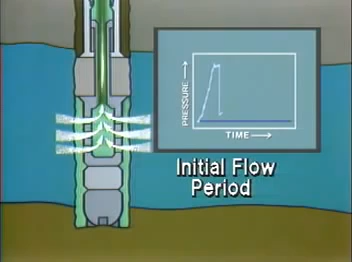 PRESSURE →
TIME →
Initial Flow
Period